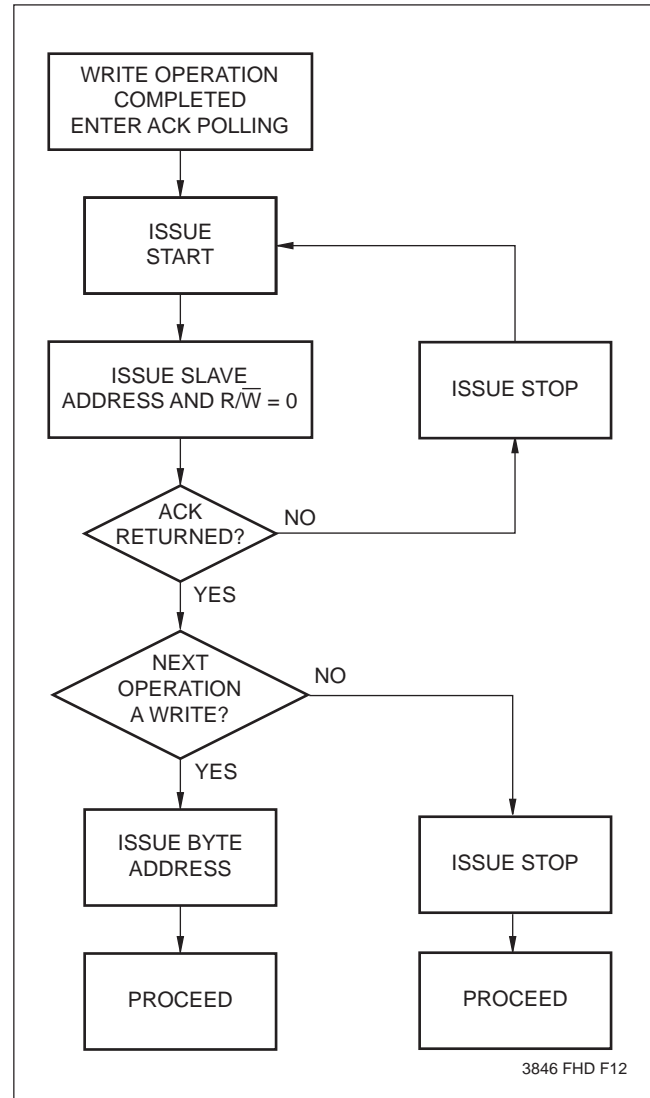 WRITE OPERATION
COMPLETED
ENTER ACK POLLING
ISSUE
START
ISSUE SLAVE
ADDRESS AND R/W̅ = 0
ISSUE STOP
ACK
RETURNED?
NO
YES
NEXT
OPERATION
A WRITE?
NO
YES
ISSUE BYTE
ADDRESS
ISSUE STOP
PROCEED
PROCEED
3846 FHD F12